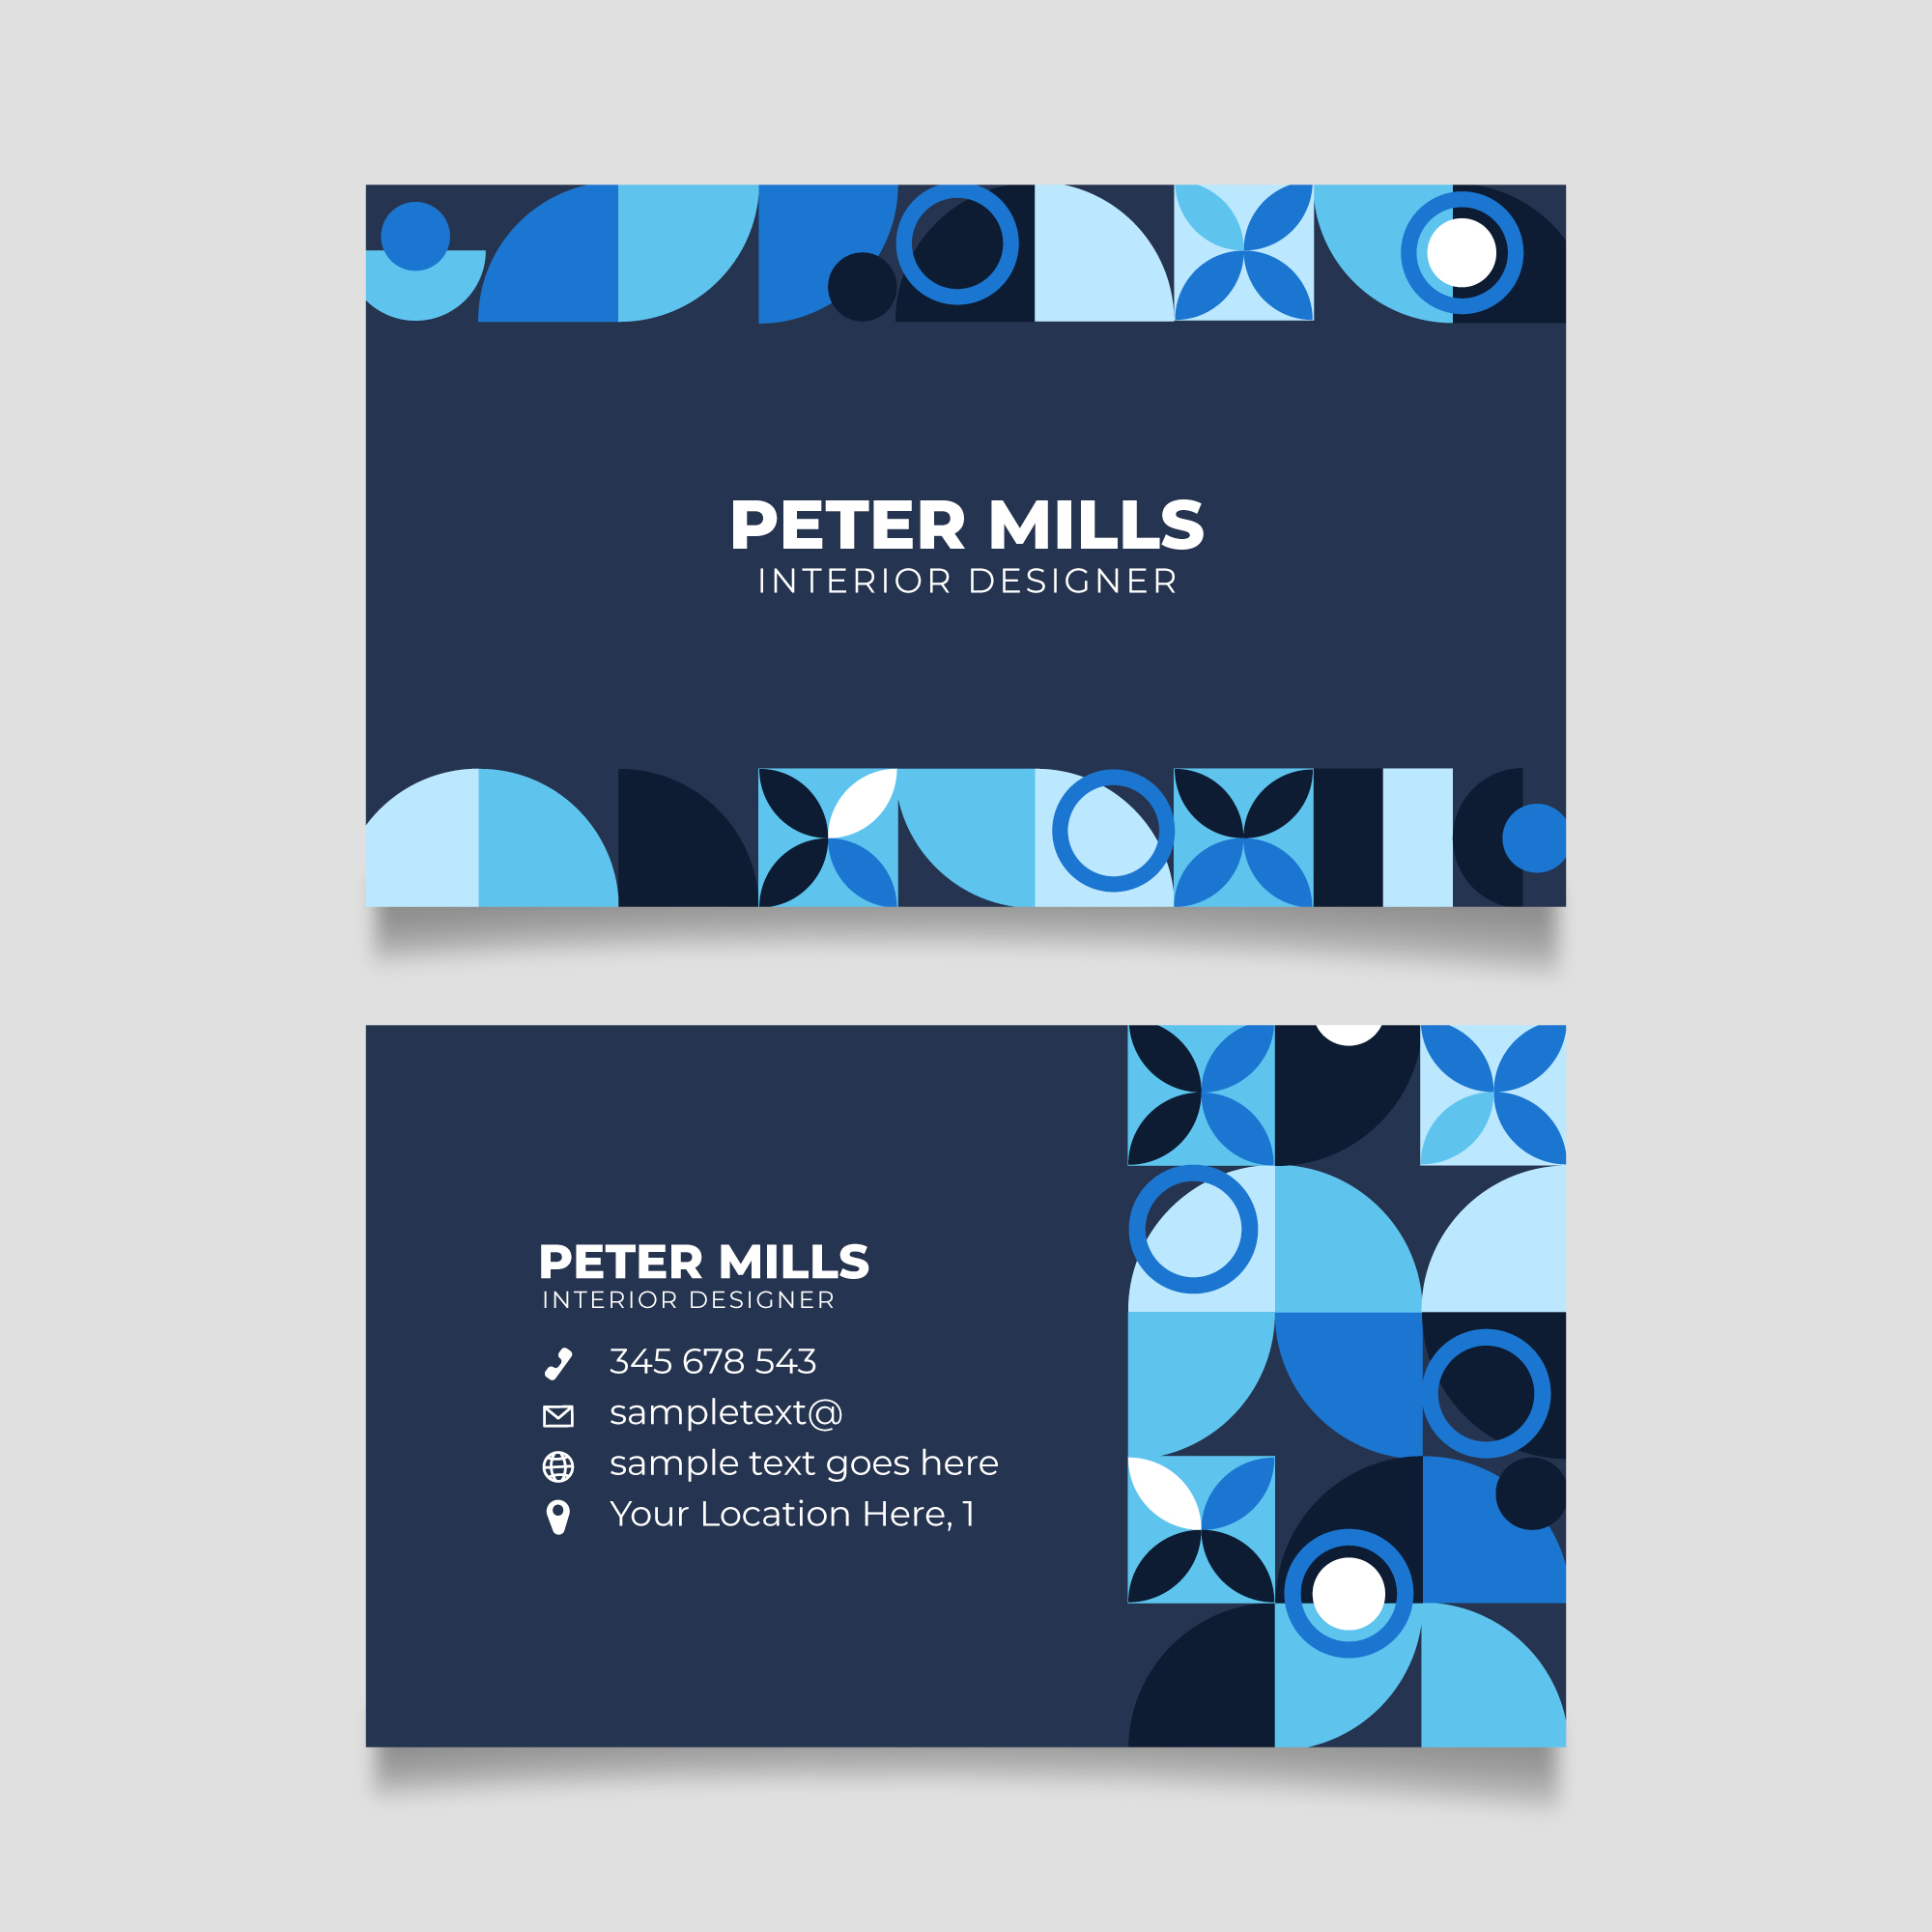 PETER MILLS
INTERIOR DESIGNER
PETER MILLS
INTERIOR DESIGNER
345 678 543
sampletext@
sample text goes here
Your Location Here, 1